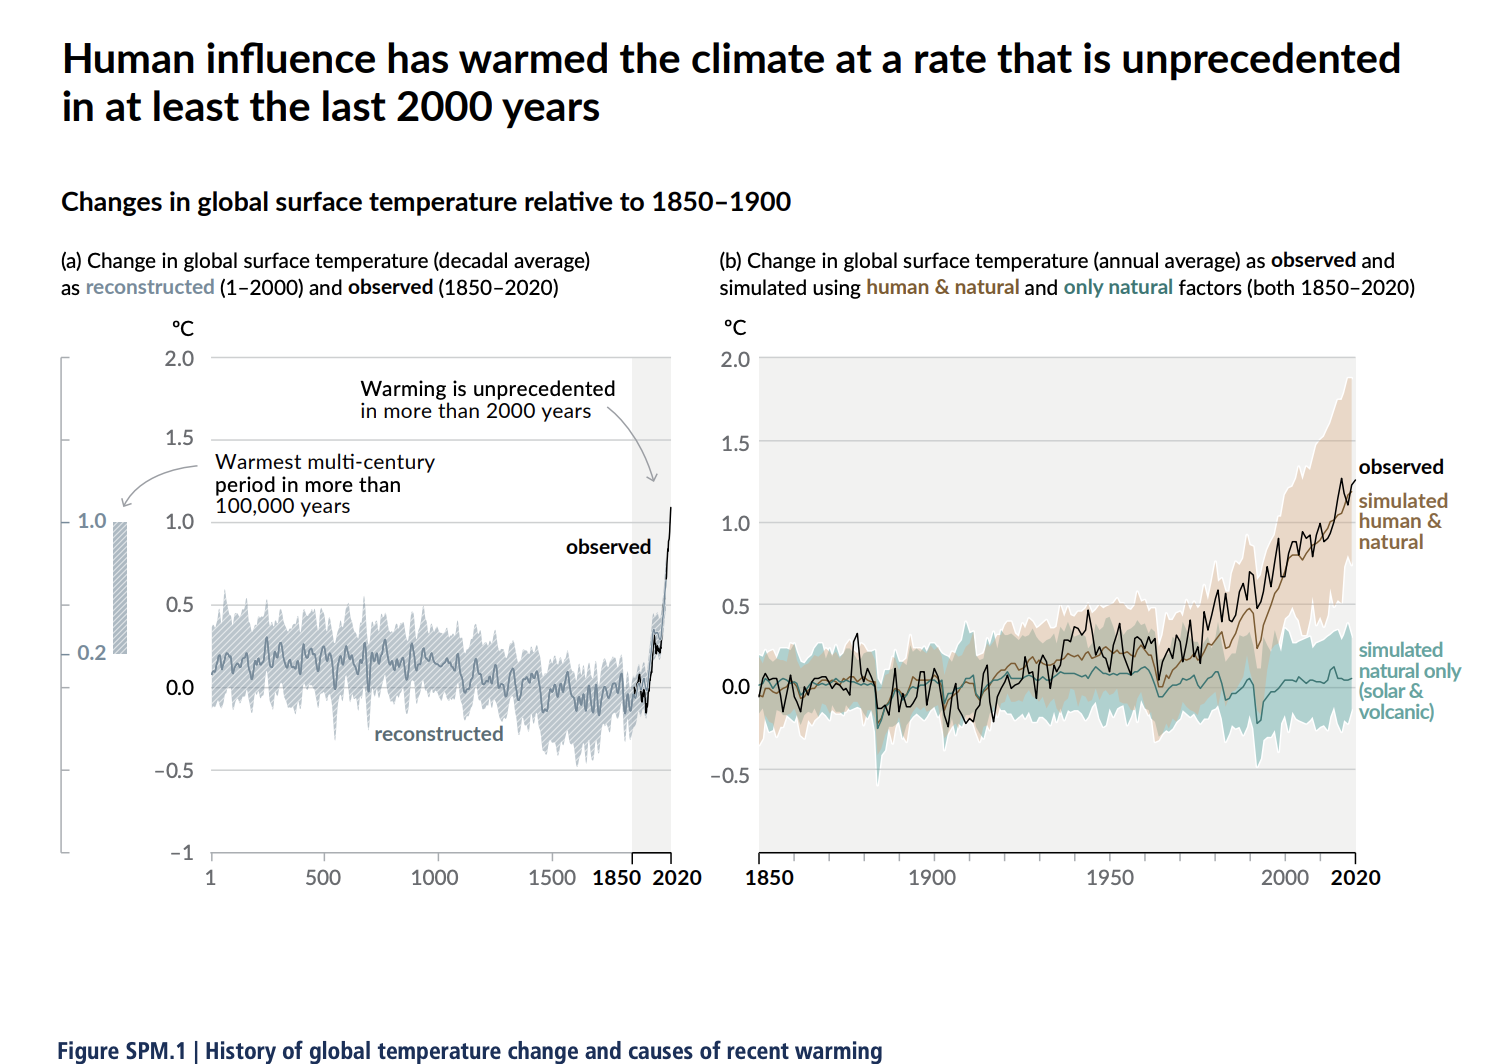 Human influence has warmed the climate at a rate that is unprecedented
in at least the last 2000 years
Changes in global surface temperature relative to 1850–1900
(a) Change in global surface temperature (decadal average)
as reconstructed (1–2000) and observed (1850–2020)
ºC
2.0
1.5
1.0
0.5
0.0
–0.5
–1
1.0
0.2
Warming is unprecedented
in more than 2000 years
Warmest multi-century
period in more than
100,000 years
observed
reconstructed
1
500
1000
1500
1850
2020
(b) Change in global surface temperature (annual average) as observed and
simulated using human & natural and only natural factors (both 1850–2020)
ºC
2.0
1.5
1.0
0.5
0.0
–0.5
observed
simulated
human &
natural
simulated
natural only
(solar &
volcanic)
1850
1900
1950
2000
2020
Figure SPM.1 | History of global temperature change and causes of recent warming